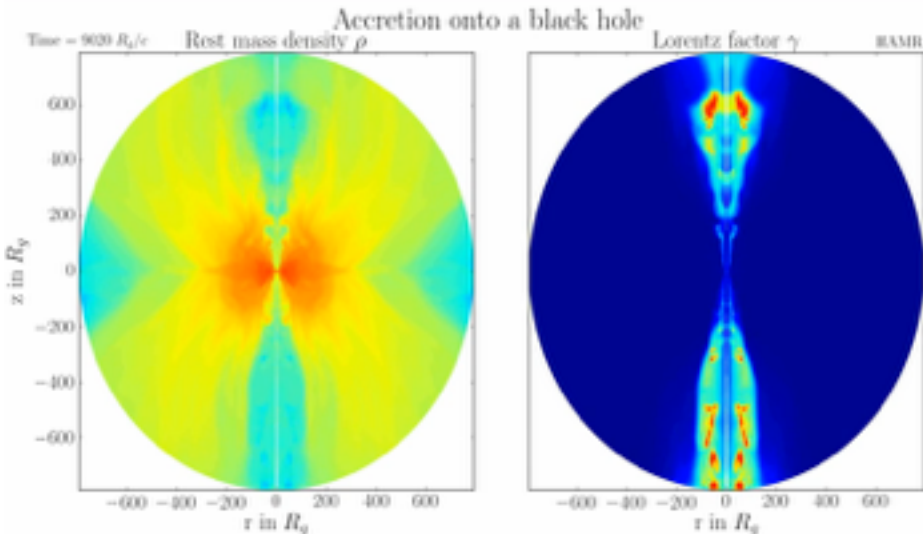 Accretion onto a black hole
Time = 9020 R_g/c
Rest mass density ρ
Lorentz factor γ
HAMR
z in R_g
600
400
200
0
−200
−400
−600
−600 −400 −200 0 200 400 600
r in R_g
−600 −400 −200 0 200 400 600
r in R_g